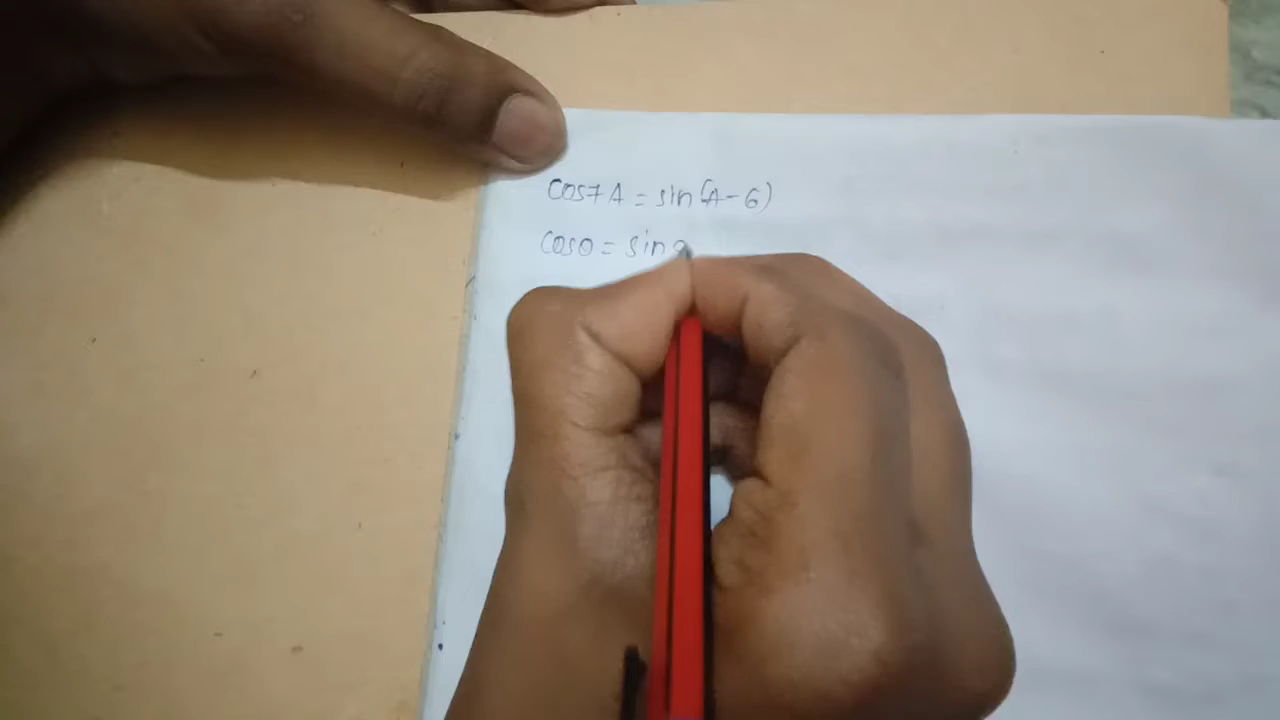 cos7A = sin(A-6)
cosθ = sin